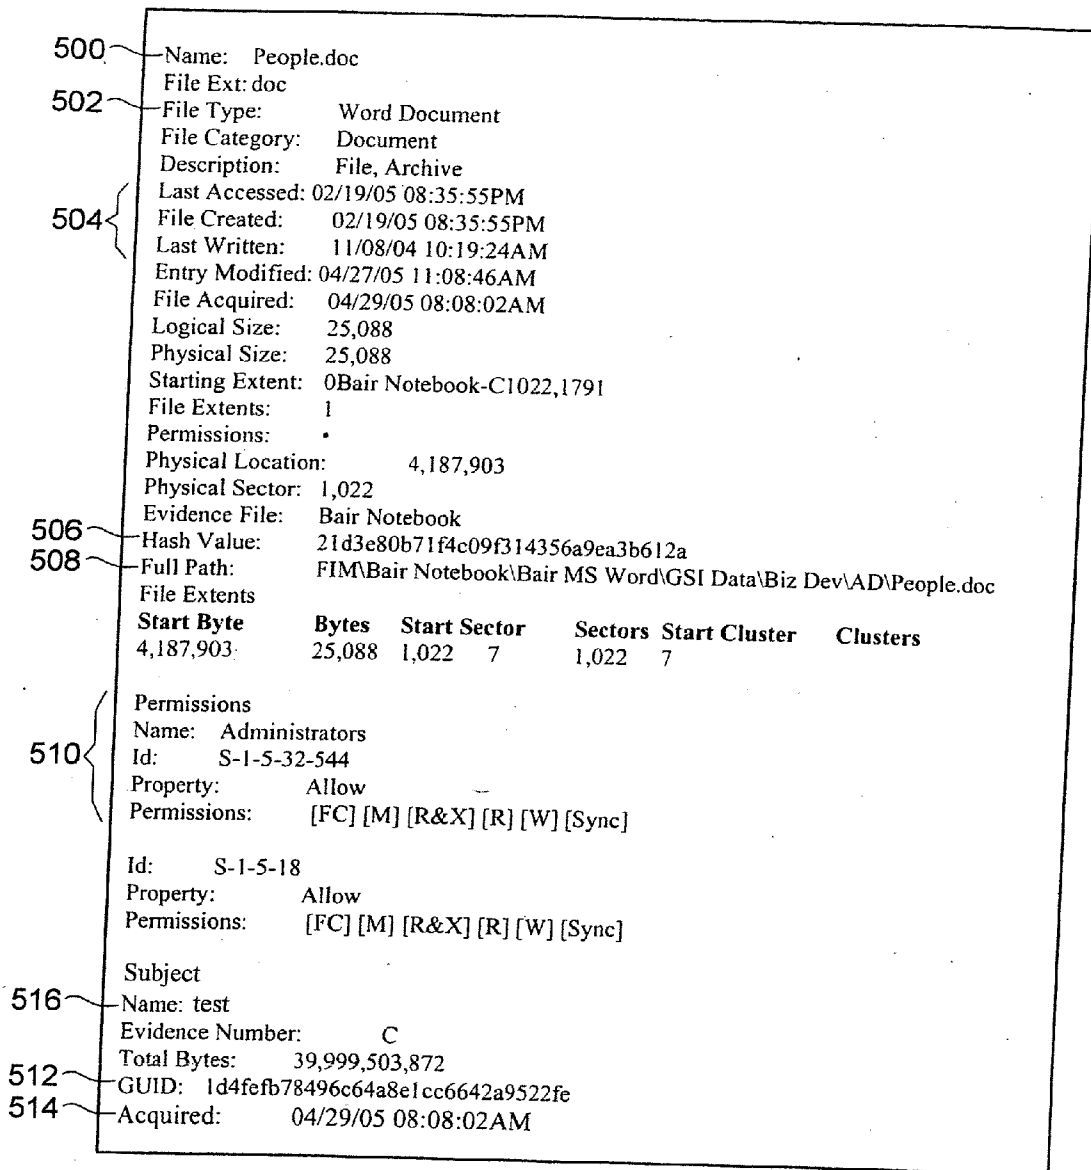 500 Name: People.doc
File Ext: doc
502 File Type: Word Document
File Category: Document
Description: File, Archive
Last Accessed: 02/19/05 08:35:55PM
504 File Created: 02/19/05 08:35:55PM
Last Written: 11/08/04 10:19:24AM
Entry Modified: 04/27/05 11:08:46AM
File Acquired: 04/29/05 08:08:02AM
Logical Size: 25,088
Physical Size: 25,088
Starting Extent: 0Bair Notebook-C1022,1791
File Extents: 1
Permissions: •
Physical Location: 4,187,903
Physical Sector: 1,022
Evidence File: Bair Notebook
506 Hash Value: 21d3e80b71f4c09f314356a9ea3b612a
508 Full Path: FIM\Bair Notebook\Bair MS Word\GSI Data\Biz Dev\AD\People.doc
File Extents
Start Byte Bytes Start Sector Sectors Start Cluster Clusters
4,187,903 25,088 1,022 7 1,022 7
Permissions
Name: Administrators
510 Id: S-1-5-32-544
Property: Allow
Permissions: [FC] [M] [R&X] [R] [W] [Sync]
Id: S-1-5-18
Property: Allow
Permissions: [FC] [M] [R&X] [R] [W] [Sync]
Subject
516 Name: test
Evidence Number: C
Total Bytes: 39,999,503,872
512 GUID: 1d4fefb78496c64a8e1cc6642a9522fe
514 Acquired: 04/29/05 08:08:02AM